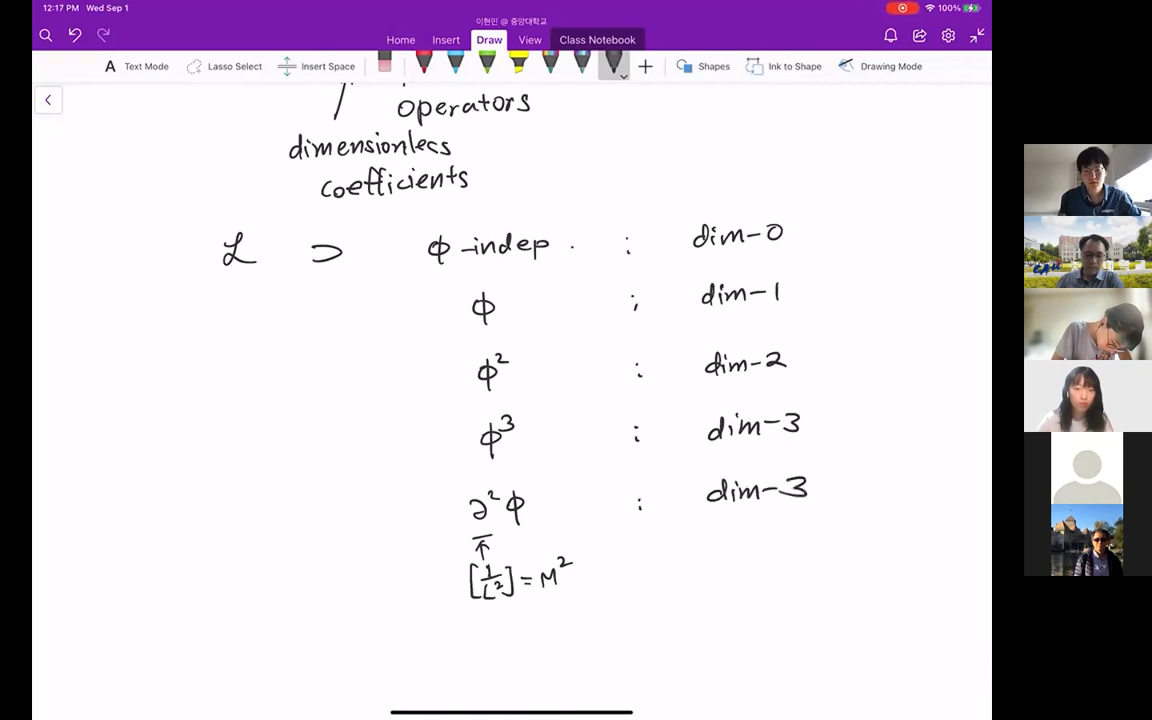 12:17 PM Wed Sep 1
100%
이현민 @ 중앙대학교
Home Insert Draw View Class Notebook
A Text Mode Lasso Select Insert Space Shapes Ink to Shape Drawing Mode
operators
dimensionless
coefficients
ℒ ⊃ φ-indep. : dim-0
φ : dim-1
φ² : dim-2
φ³ : dim-3
∂²φ : dim-3
[1/L²] = M²